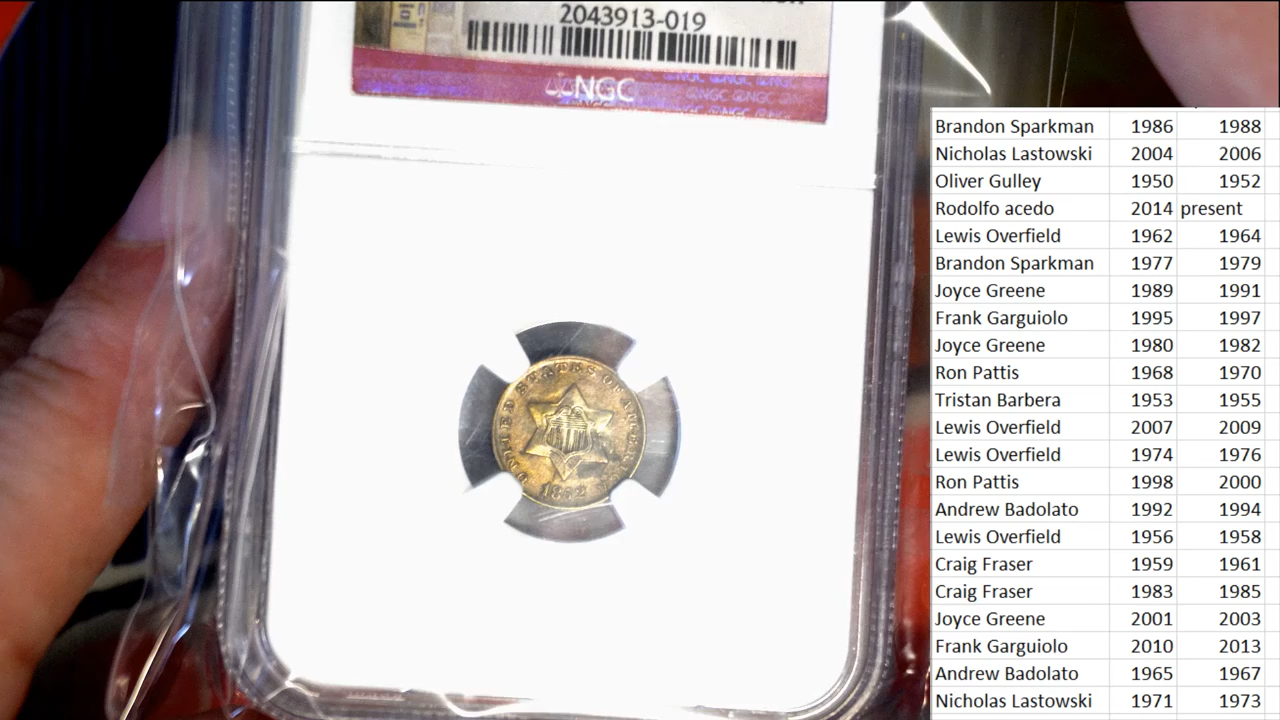 2043913-019
NGC
UNITED STATES OF AMERICA
1852
Brandon Sparkman 1986 1988
Nicholas Lastowski 2004 2006
Oliver Gulley 1950 1952
Rodolfo acedo 2014 present
Lewis Overfield 1962 1964
Brandon Sparkman 1977 1979
Joyce Greene 1989 1991
Frank Garguiolo 1995 1997
Joyce Greene 1980 1982
Ron Pattis 1968 1970
Tristan Barbera 1953 1955
Lewis Overfield 2007 2009
Lewis Overfield 1974 1976
Ron Pattis 1998 2000
Andrew Badolato 1992 1994
Lewis Overfield 1956 1958
Craig Fraser 1959 1961
Craig Fraser 1983 1985
Joyce Greene 2001 2003
Frank Garguiolo 2010 2013
Andrew Badolato 1965 1967
Nicholas Lastowski 1971 1973